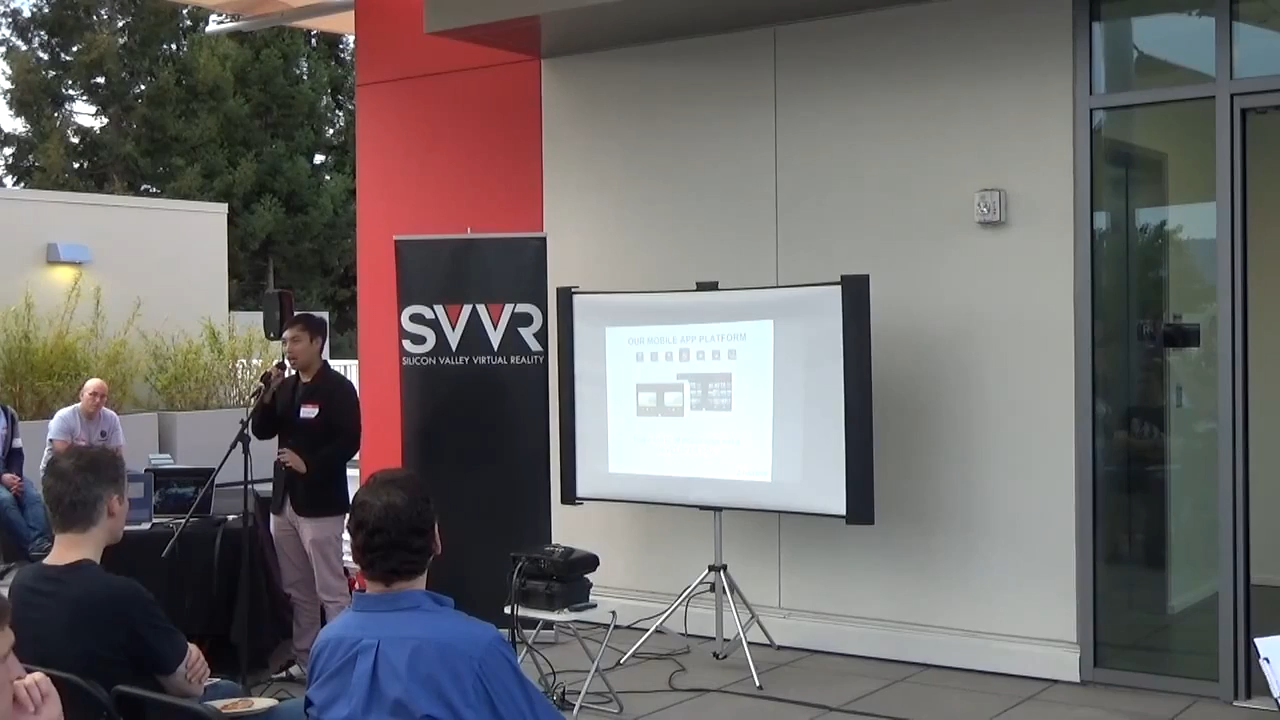 SVVR
SILICON VALLEY VIRTUAL REALITY
OUR MOBILE APP PLATFORM